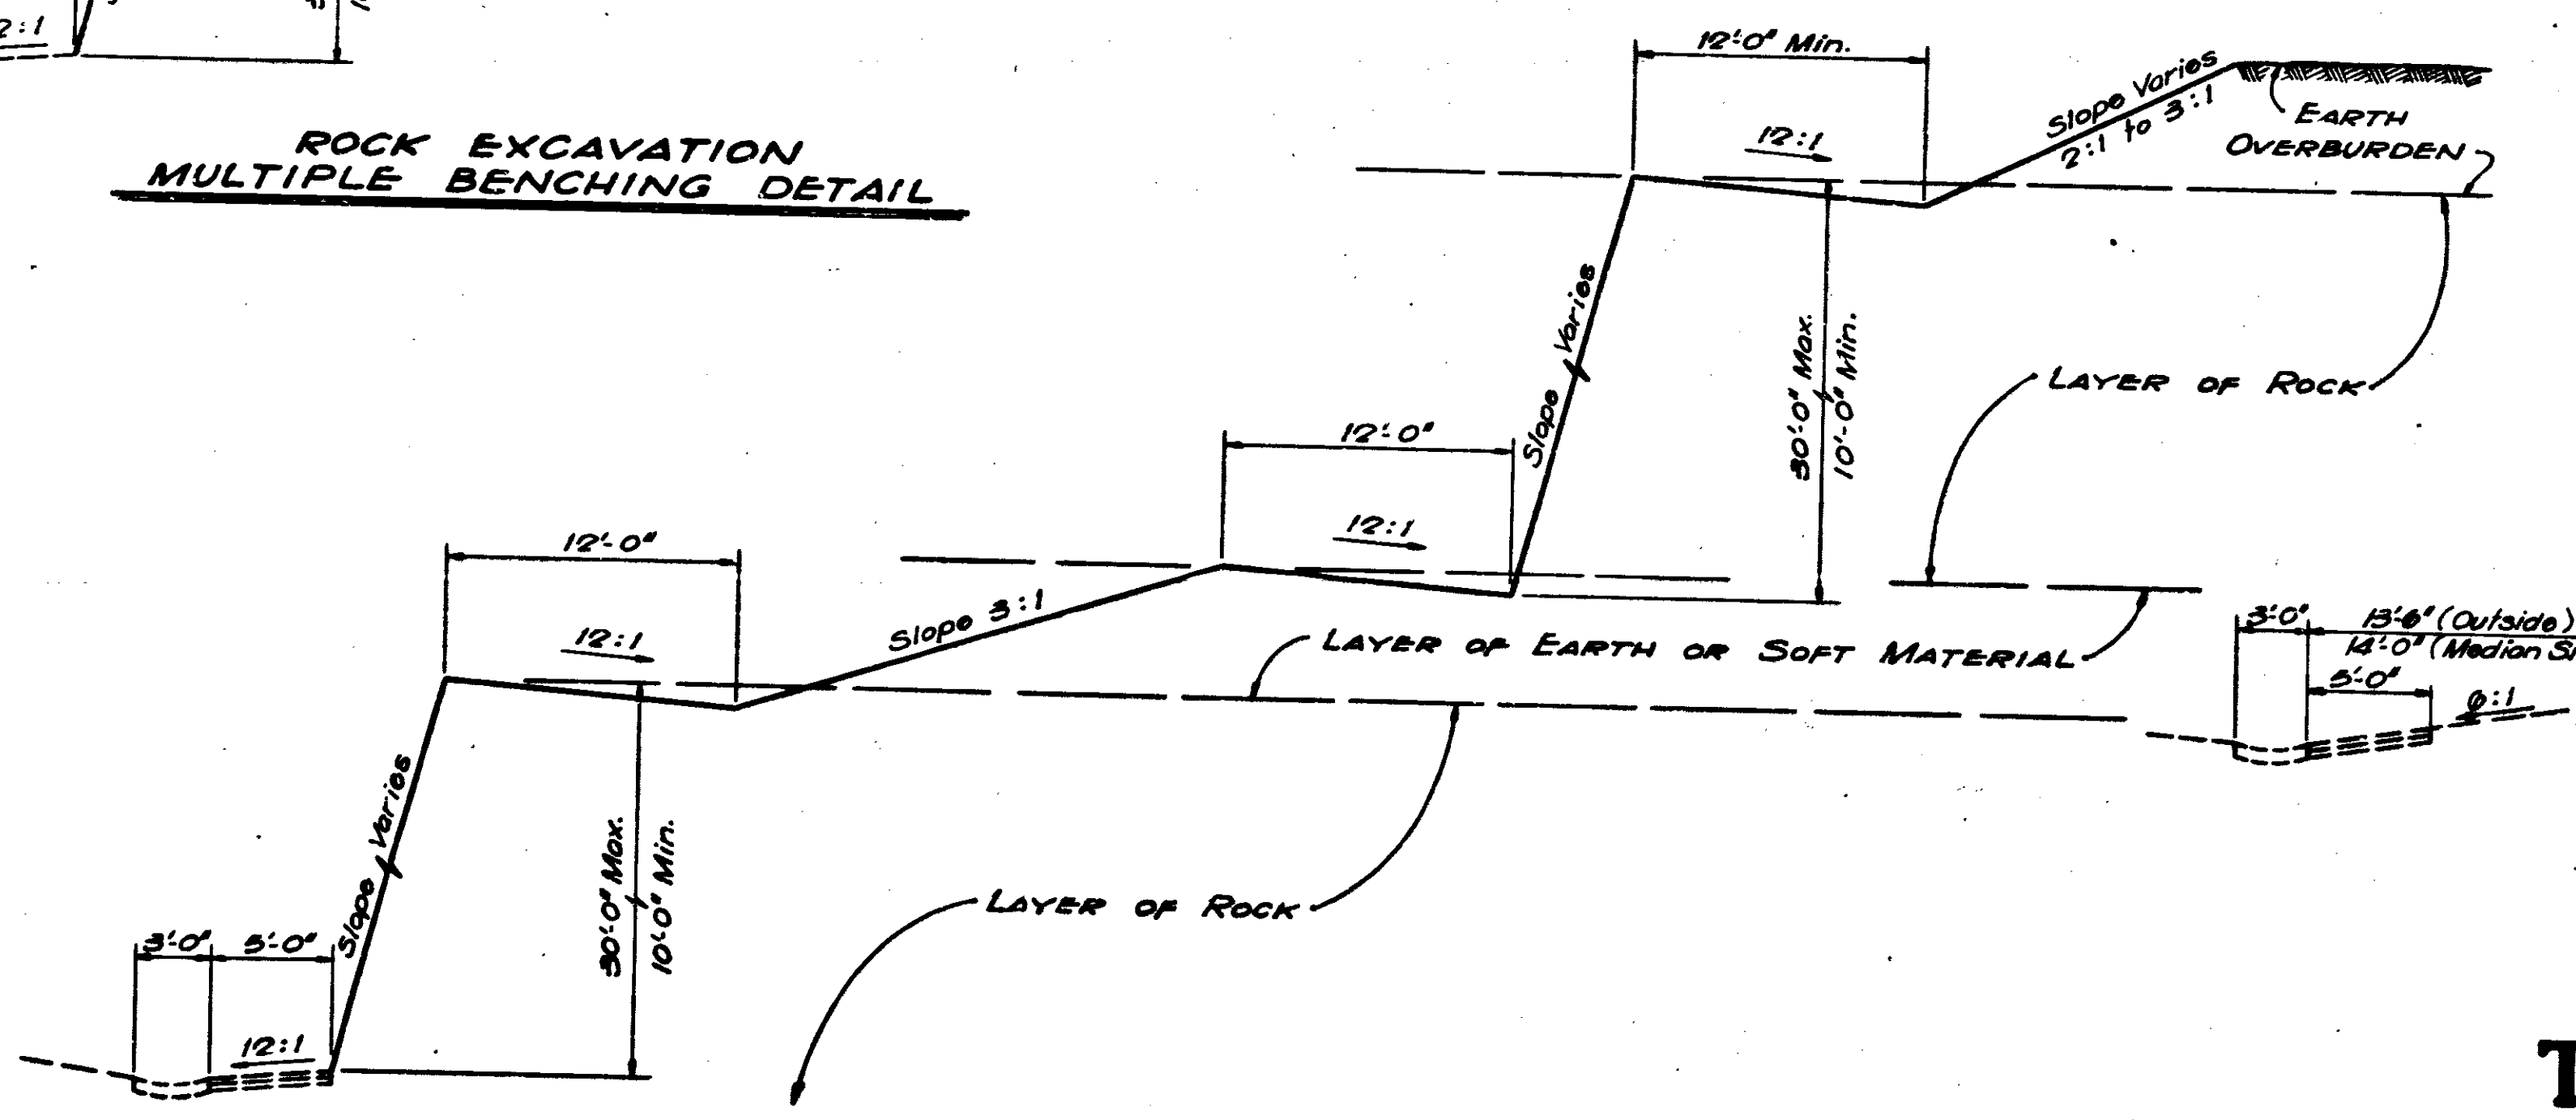 2:1
ROCK EXCAVATION
MULTIPLE BENCHING DETAIL
12'-0" Min.
12:1
Slope Varies
2:1 to 3:1
EARTH
OVERBURDEN
Slope Varies
30'-0" Max.
10'-0" Min.
LAYER OF ROCK
12'-0"
12:1
12'-0"
12:1
Slope 3:1
LAYER OF EARTH OR SOFT MATERIAL
3'-0"
13'-6" (Outside)
14'-0" (Median
5'-0"
6:1
Slope Varies
30'-0" Max.
10'-0" Min.
LAYER OF ROCK
3'-0"
5'-0"
12:1
T